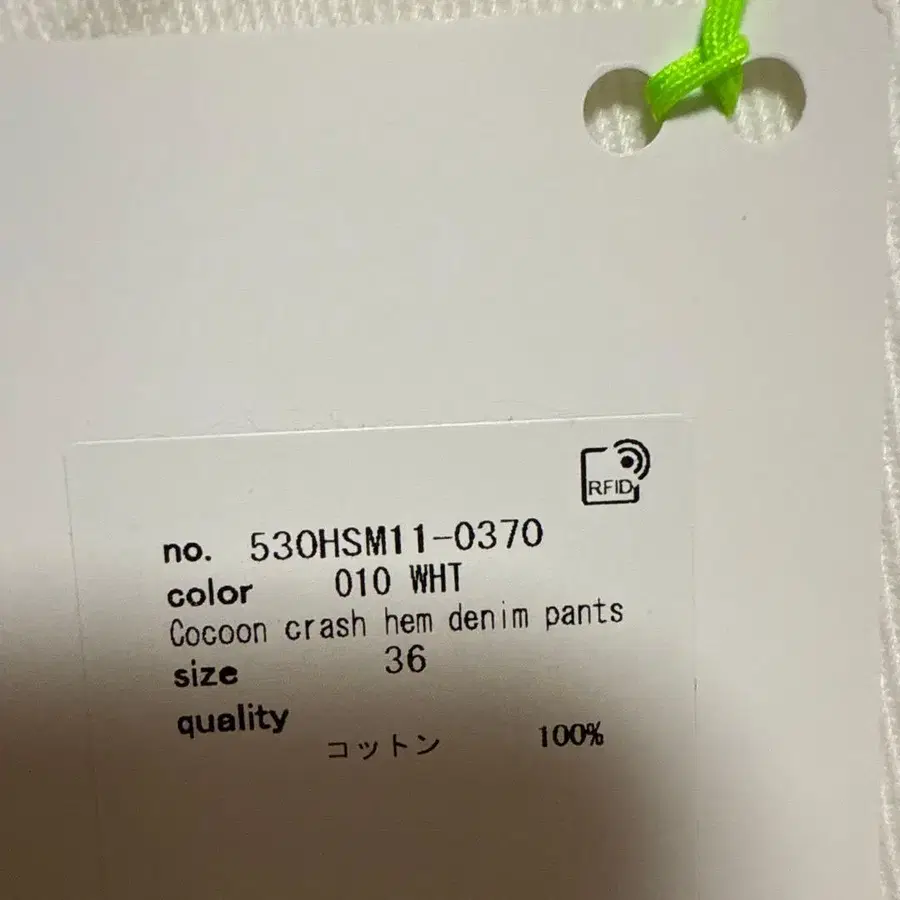 RFID
no. 530HSM11-0370
color 010 WHT
Cocoon crash hem denim pants
size 36
quality
コットン 100%